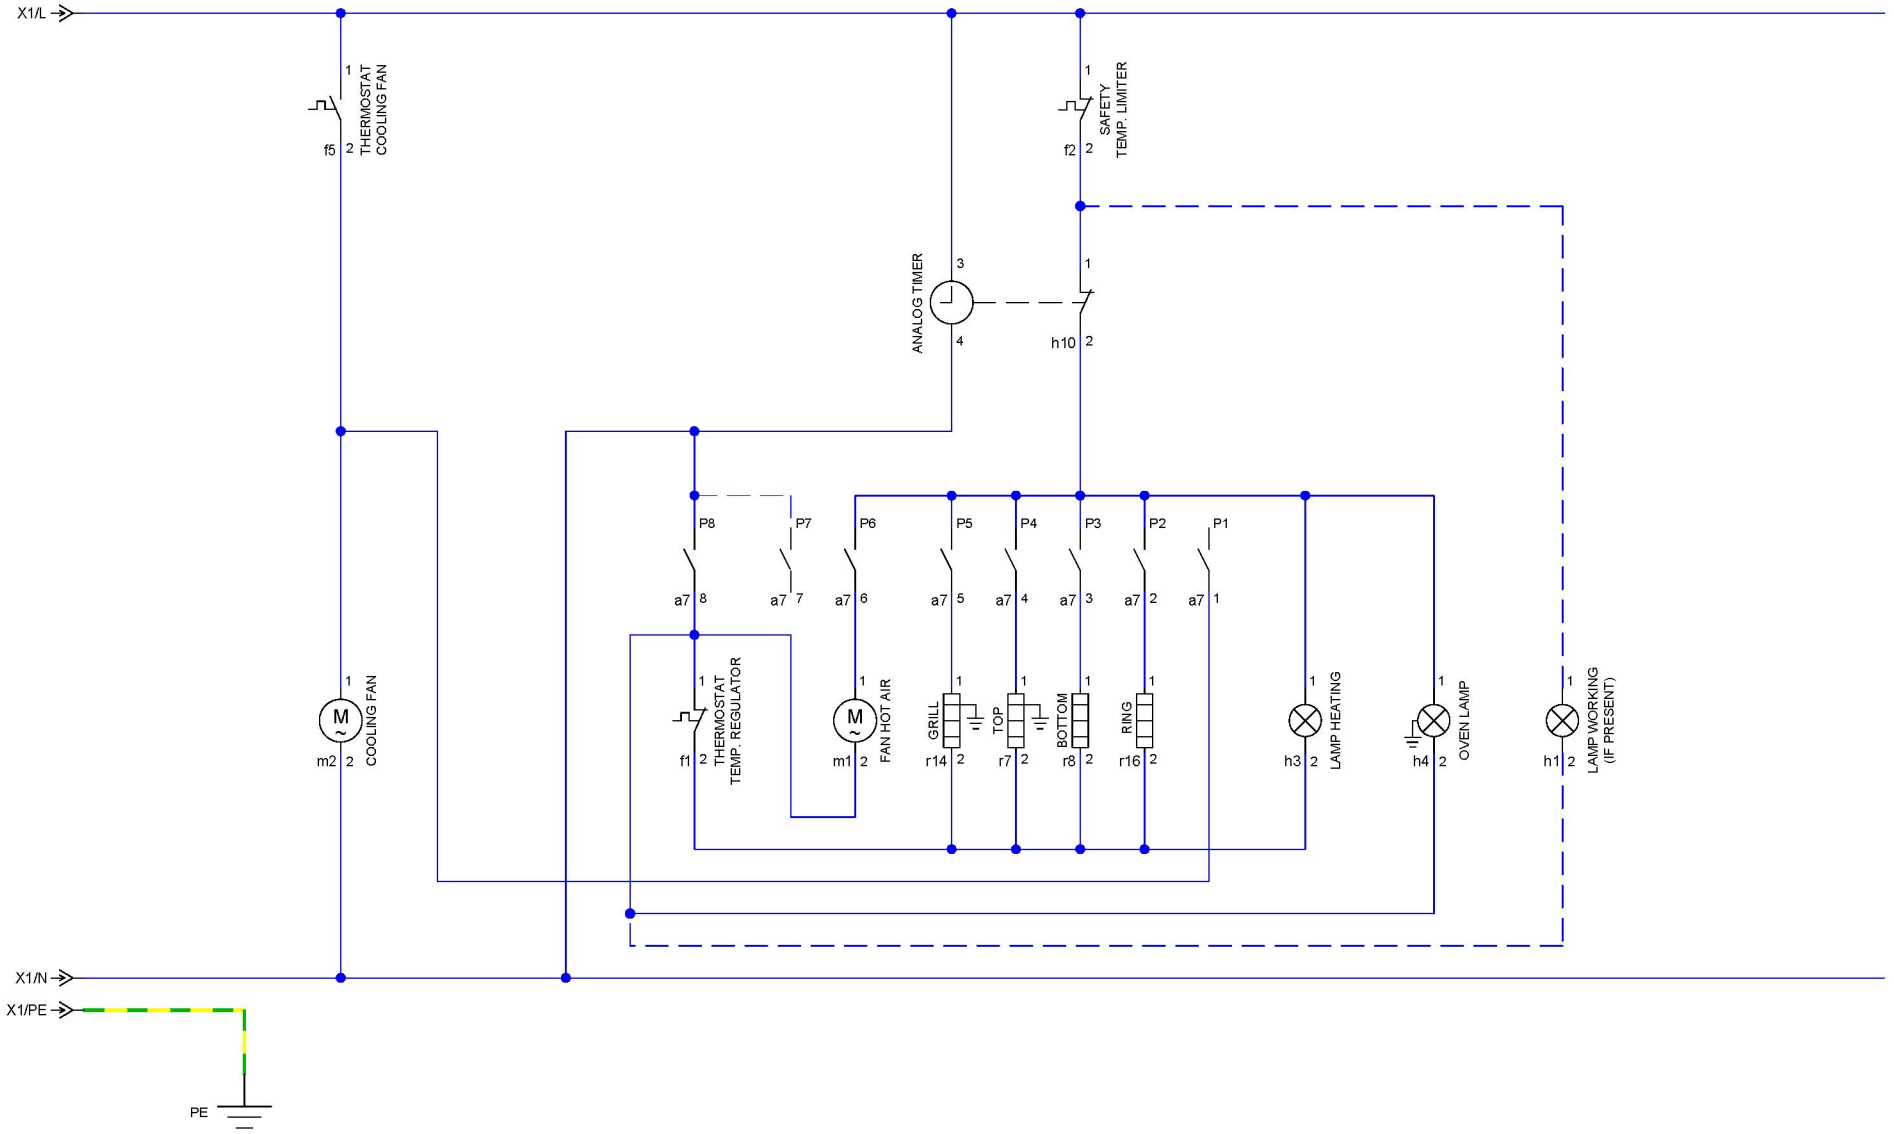 X1/L
1
THERMOSTAT
COOLING FAN
f5 2
1
SAFETY
TEMP. LIMITER
f2 2
3
ANALOG TIMER
4
1
h10 2
P8
P7
P6
P5
P4
P3
P2
P1
a7 8
a7 7
a7 6
a7 5
a7 4
a7 3
a7 2
a7 1
1
M
~
COOLING FAN
m2 2
1
THERMOSTAT
TEMP. REGULATOR
f1 2
1
M
~
FAN HOT AIR
m1 2
1
GRILL
r14 2
1
TOP
r7 2
1
BOTTOM
r8 2
1
RING
r16 2
1
LAMP HEATING
h3 2
1
OVEN LAMP
h4 2
1
LAMP WORKING
(IF PRESENT)
h1 2
X1/N
X1/PE
PE